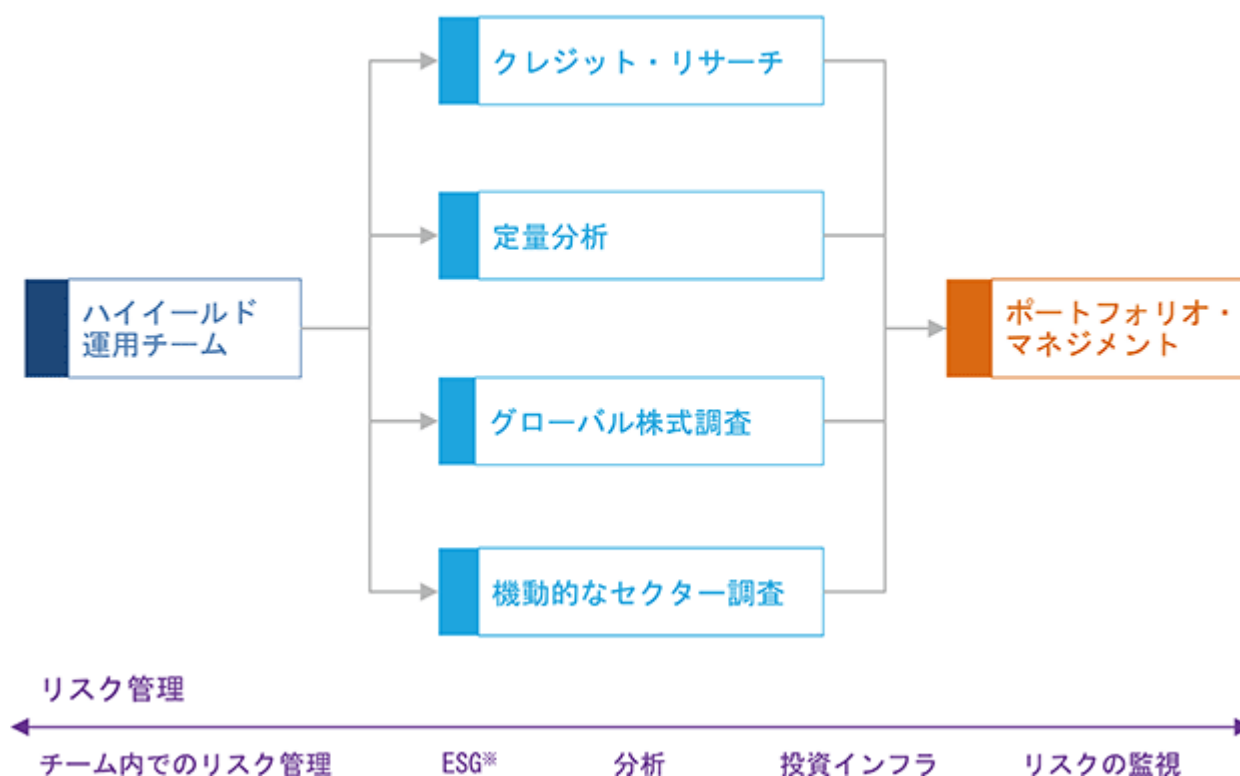 クレジット・リサーチ
定量分析
ハイイールド
運用チーム
ポートフォリオ・
マネジメント
グローバル株式調査
機動的なセクター調査
リスク管理
チーム内でのリスク管理 ESG※ 分析 投資インフラ リスクの監視